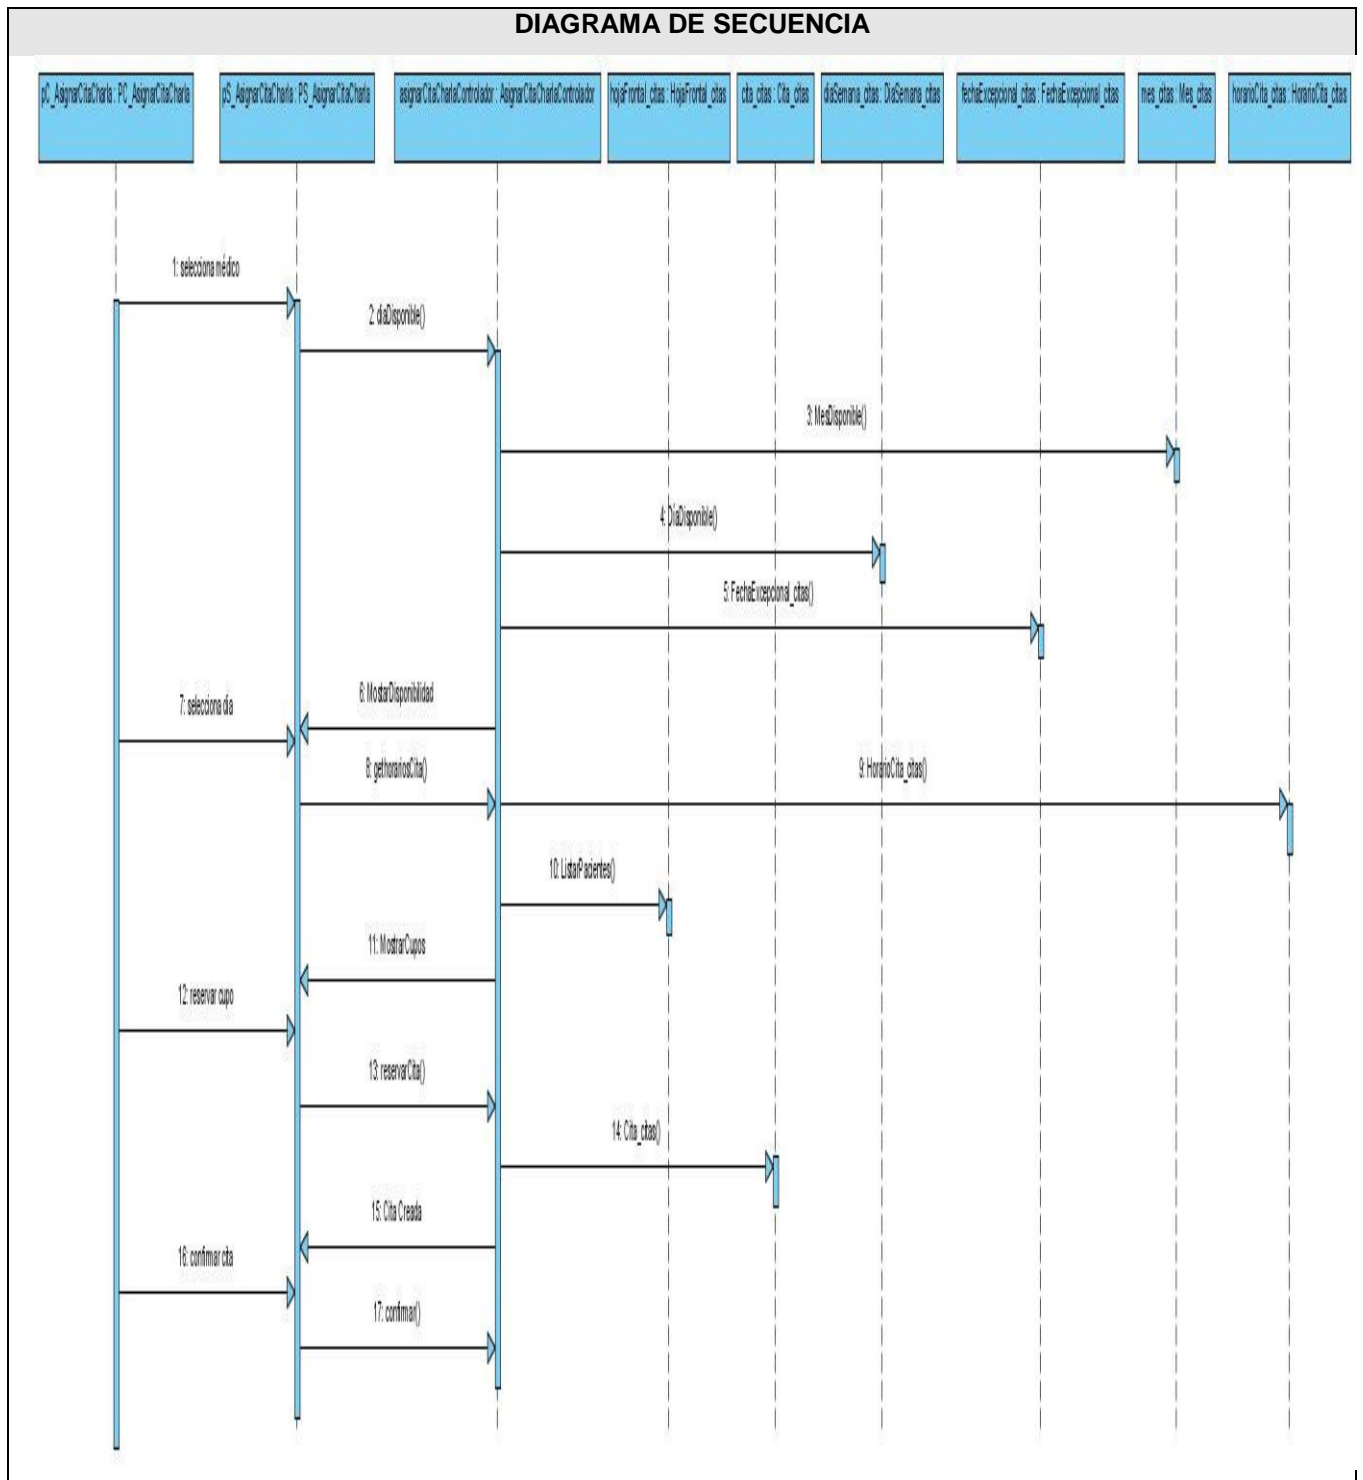 DIAGRAMA DE SECUENCIA
pC_AsignarCitaCharla : PC_AsignarCitaCharla
pS_AsignarCitaCharla : PS_AsignarCitaCharla
asignarCitaCharlaControlador : AsignarCitaCharlaControlador
hojaFrontal_citas : HojaFrontal_citas
cita_citas : Cita_citas
diaSemana_citas : DiaSemana_citas
fechaExcepcional_citas : FechaExcepcional_citas
mes_citas : Mes_citas
horarioCita_citas : HorarioCita_citas
1: selecciona médico
2: diaDisponible()
3: MesDisponible()
4: DiaDisponible()
5: FechaExcepcional_citas()
6: MostarDisponibilidad
7: selecciona dia
8: gethorariosCita()
9: HorarioCita_citas()
10: ListarPacientes()
11: MostrarCupos
12: reservar cupo
13: reservarCita()
14: Cita_citas()
15: Cita Creada
16: confirmar cita
17: confirmar()